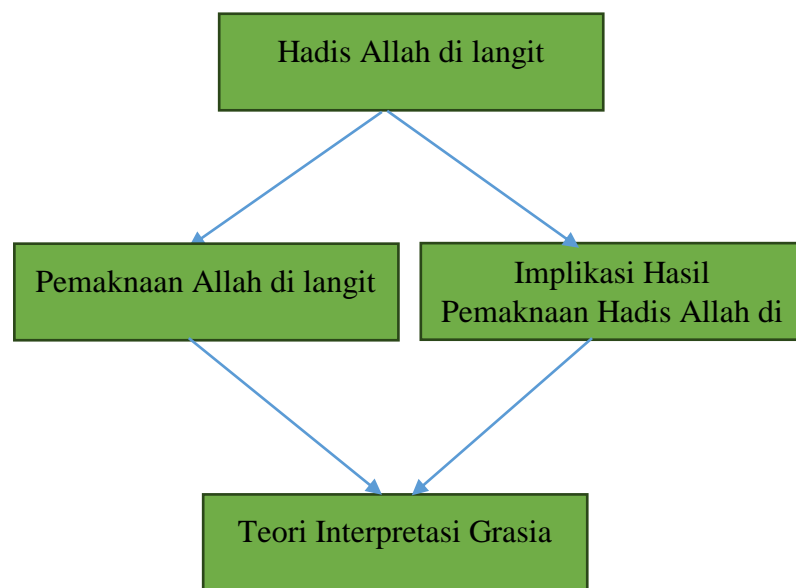 Hadis Allah di langit
Pemaknaan Allah di langit
Implikasi Hasil
Pemaknaan Hadis Allah di
Teori Interpretasi Grasia